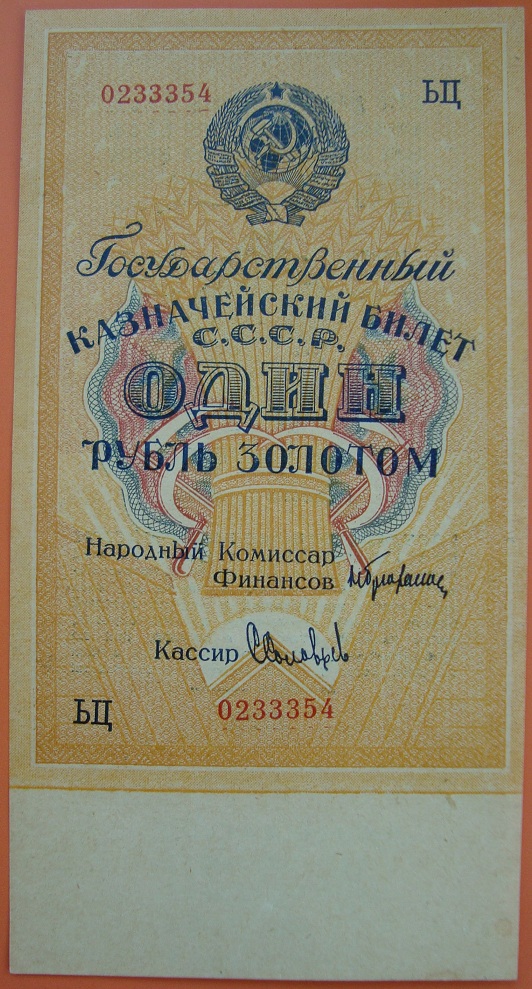 0233354 ЬЦ
Государственный
КАЗНАЧЕЙСКИЙ БИЛЕТ
С.С.С.Р.
ОДИН
РУБЛЬ ЗОЛОТОМ
Народный Комиссар
Финансов
Кассир
ЬЦ 0233354